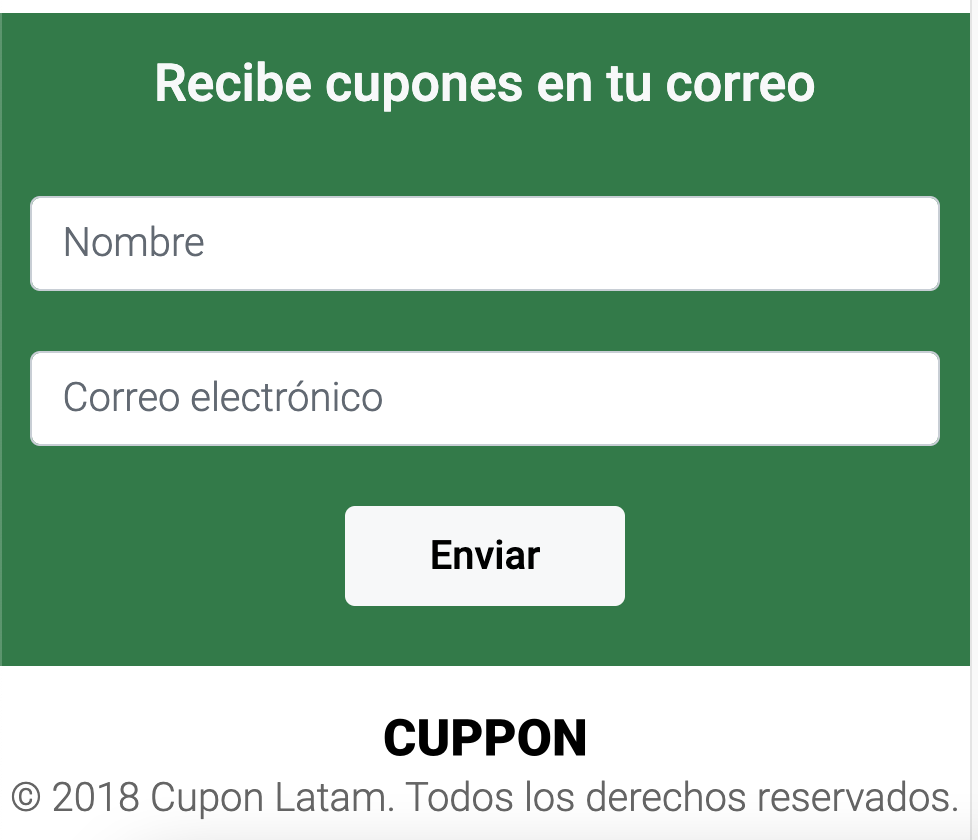 Recibe cupones en tu correo
Nombre
Correo electrónico
Enviar
CUPPON
© 2018 Cupon Latam. Todos los derechos reservados.